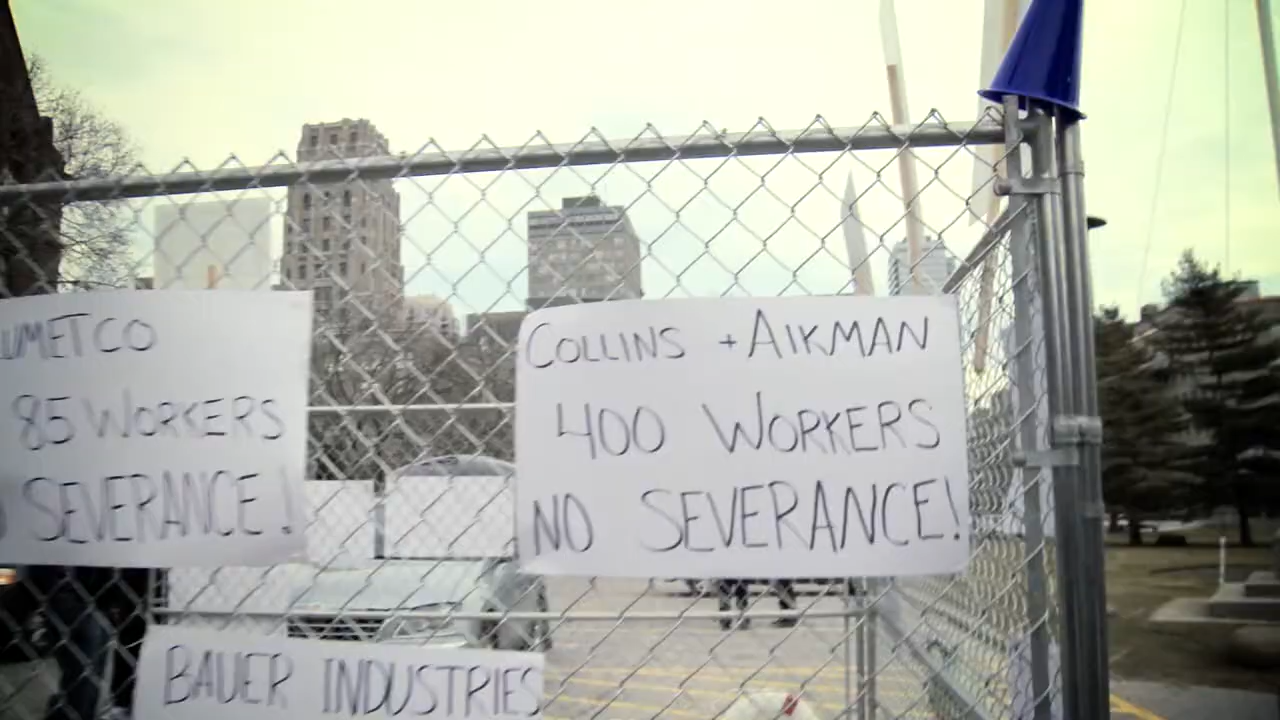 UMETCO
85 WORKERS
SEVERANCE!
COLLINS + AIKMAN
400 WORKERS
NO SEVERANCE!
BAUER INDUSTRIES